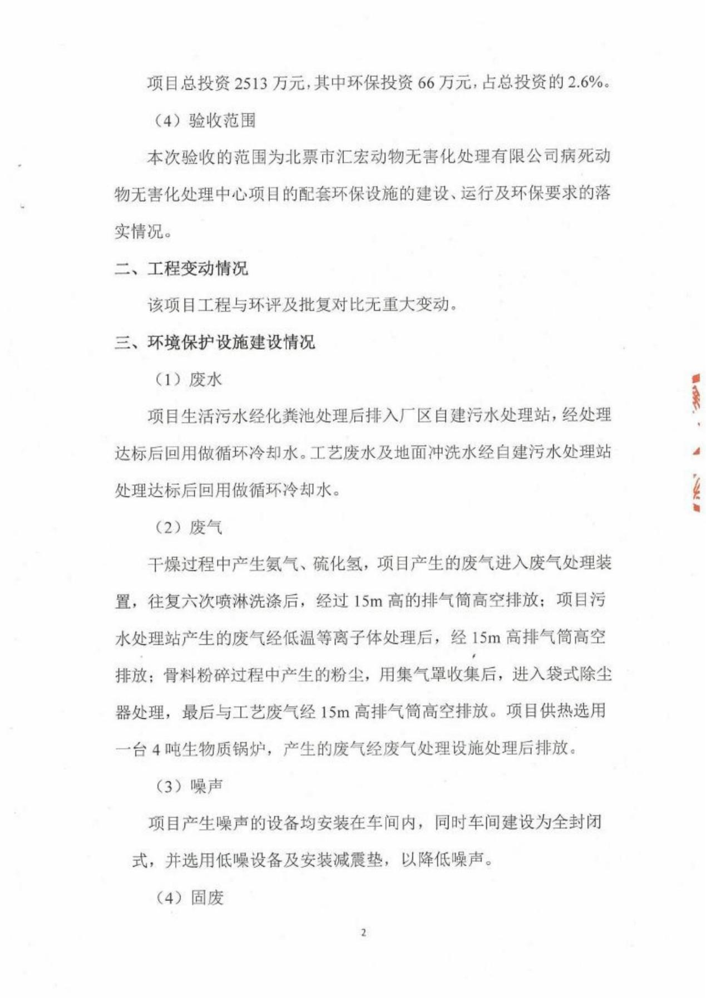 项目总投资 2513 万元,其中环保投资 66 万元,占总投资的 2.6%。
（4）验收范围
本次验收的范围为北票市汇宏动物无害化处理有限公司病死动
物无害化处理中心项目的配套环保设施的建设、运行及环保要求的落
实情况。
二、工程变动情况
该项目工程与环评及批复对比无重大变动。
三、环境保护设施建设情况
（1）废水
项目生活污水经化粪池处理后排入厂区自建污水处理站，经处理
达标后回用做循环冷却水。工艺废水及地面冲洗水经自建污水处理站
处理达标后回用做循环冷却水。
（2）废气
干燥过程中产生氨气、硫化氢，项目产生的废气进入废气处理装
置，往复六次喷淋洗涤后，经过 15m 高的排气筒高空排放；项目污
水处理站产生的废气经低温等离子体处理后，经 15m 高排气筒高空
排放；骨料粉碎过程中产生的粉尘，用集气罩收集后，进入袋式除尘
器处理，最后与工艺废气经 15m 高排气筒高空排放。项目供热选用
一台 4 吨生物质锅炉，产生的废气经废气处理设施处理后排放。
（3）噪声
项目产生噪声的设备均安装在车间内，同时车间建设为全封闭
式，并选用低噪设备及安装减震垫，以降低噪声。
（4）固废
2